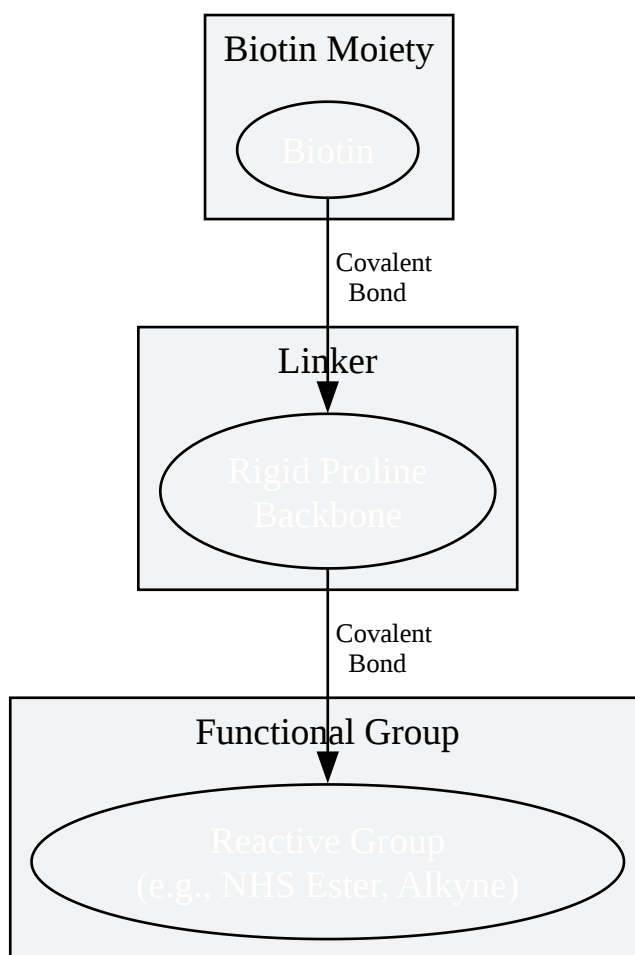 Biotin Moiety
Biotin
Covalent
Bond
Linker
Rigid Proline
Backbone
Covalent
Bond
Functional Group
Reactive Group
(e.g., NHS Ester, Alkyne)